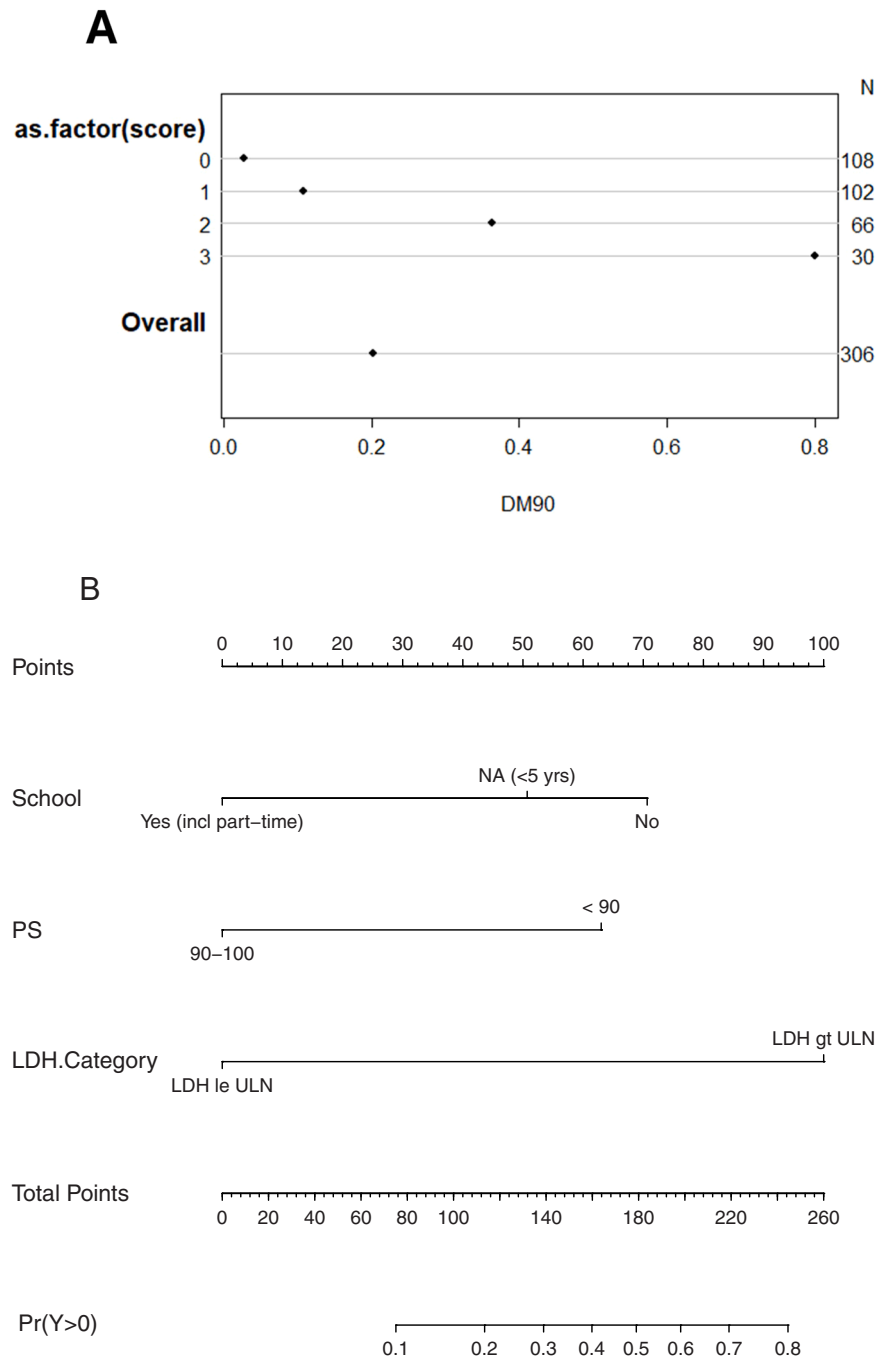 A
N
as.factor(score)
0 108
1 102
2 66
3 30
Overall
306
0.0 0.2 0.4 0.6 0.8
DM90
B
0 10 20 30 40 50 60 70 80 90 100
Points
NA (<5 yrs)
School
Yes (incl part−time) No
< 90
PS
90−100
LDH gt ULN
LDH.Category
LDH le ULN
Total Points
0 20 40 60 80 100 140 180 220 260
Pr(Y>0)
0.1 0.2 0.3 0.4 0.5 0.6 0.7 0.8